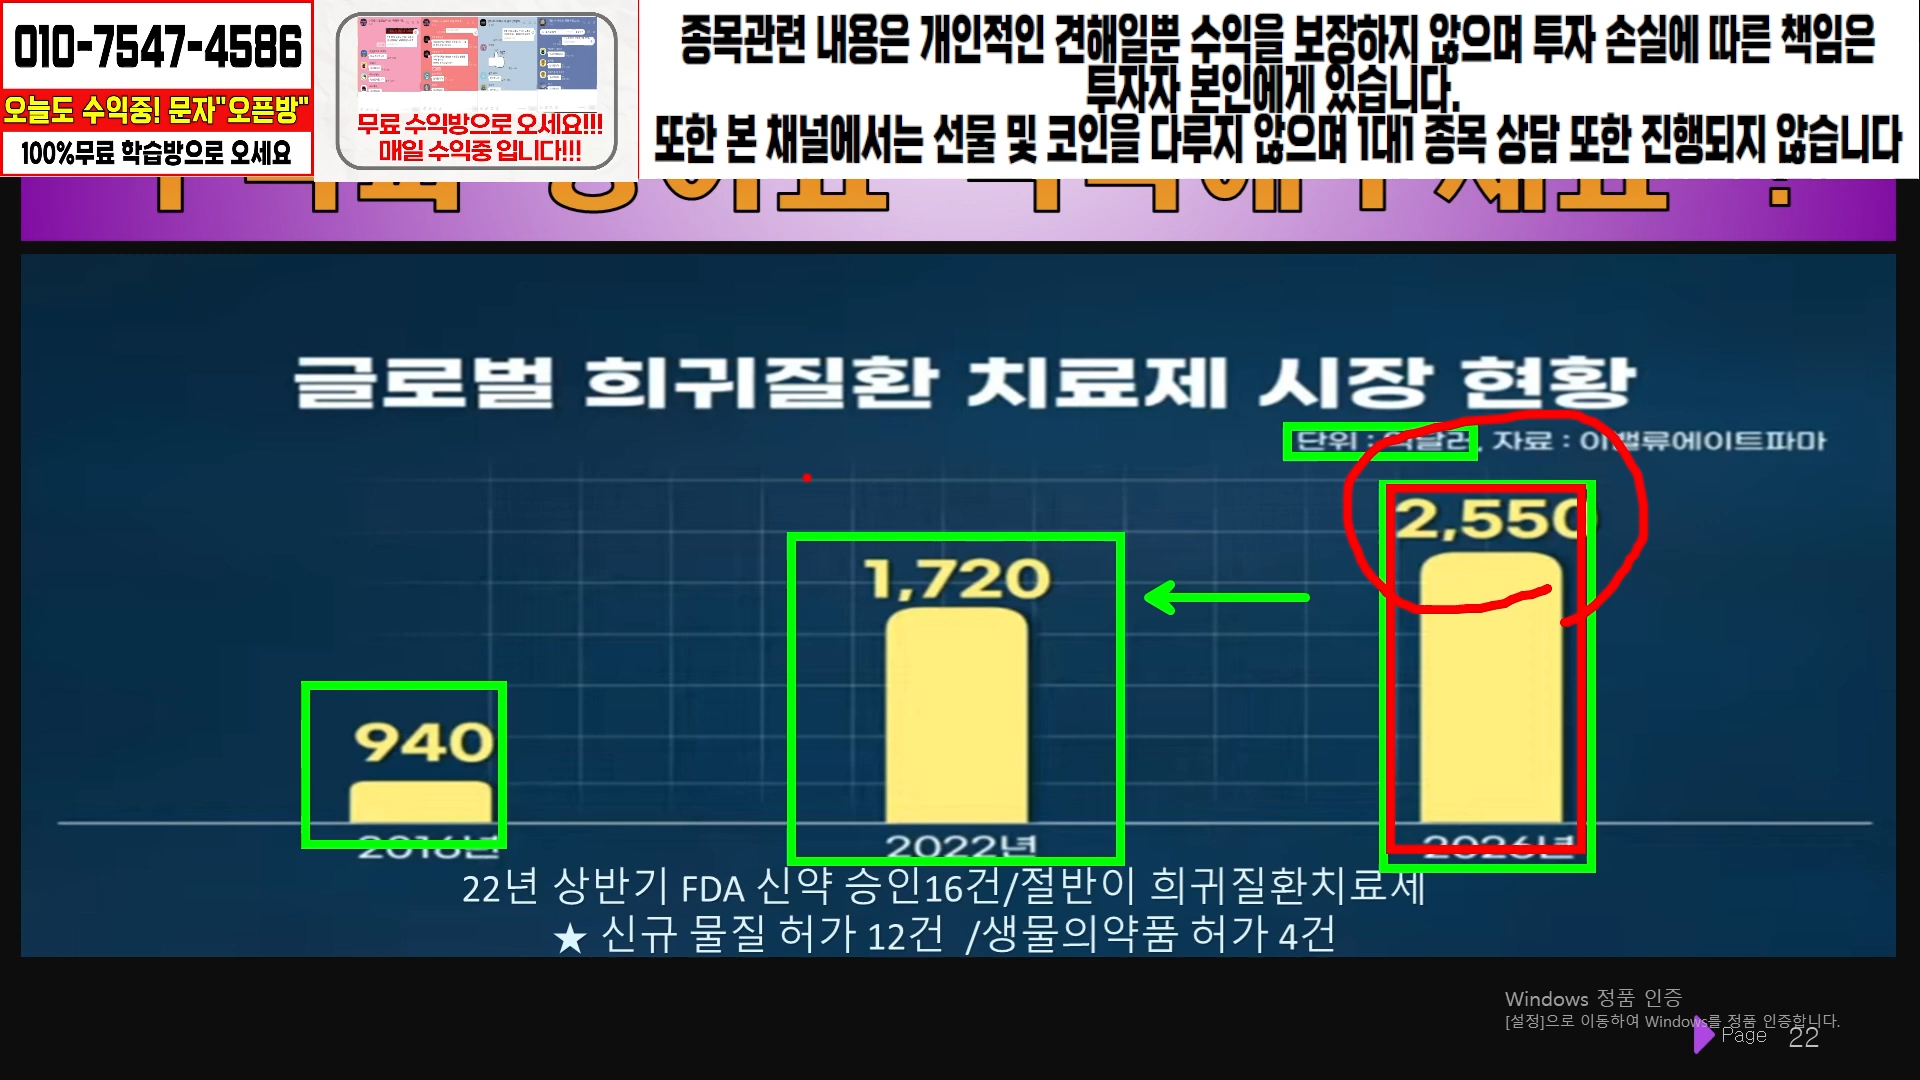 010-7547-4586
오늘도 수익중! 문자"오픈방"
100%무료 학습방으로 오세요
무료 수익방으로 오세요!!!
매일 수익중 입니다!!!
종목관련 내용은 개인적인 견해일뿐 수익을 보장하지 않으며 투자 손실에 따른 책임은
투자자 본인에게 있습니다.
또한 본 채널에서는 선물 및 코인을 다루지 않으며 1대1 종목 상담 또한 진행되지 않습니다
글로벌 희귀질환 치료제 시장 현황
단위 : 억달러, 자료 : 이밸류에이트파마
2,550
1,720
940
2016년
2022년
2026년
22년 상반기 FDA 신약 승인16건/절반이 희귀질환치료세
★ 신규 물질 허가 12건 /생물의약품 허가 4건
Windows 정품 인증
[설정]으로 이동하여 Windows를 정품 인증합니다.
Page 22